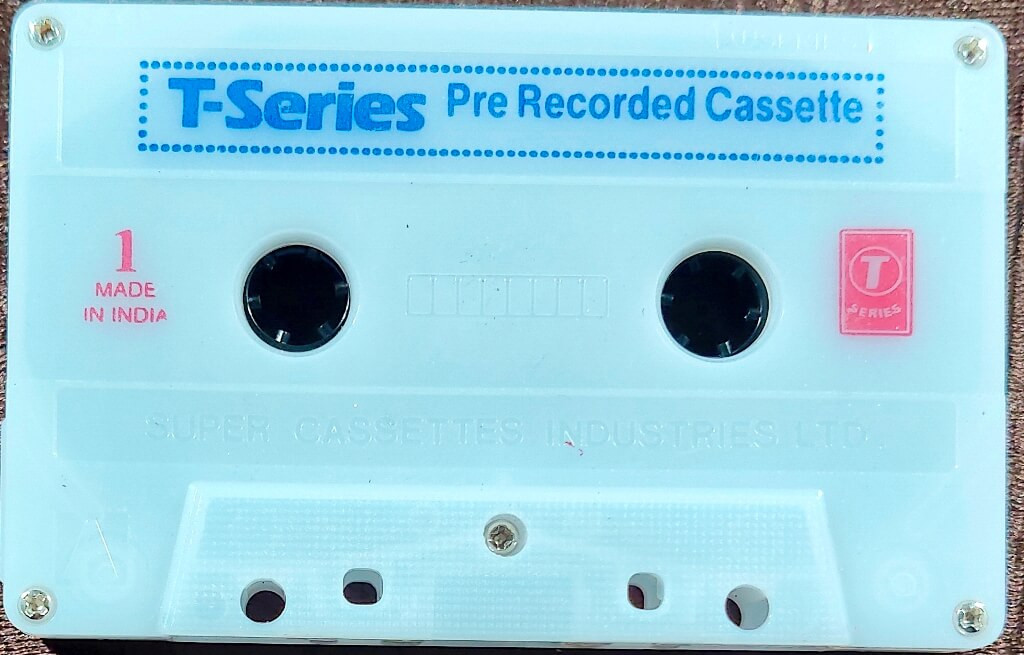 T-Series Pre Recorded Cassette
1
MADE
IN INDIA
T
SERIES
SUPER CASSETTES INDUSTRIES LTD.